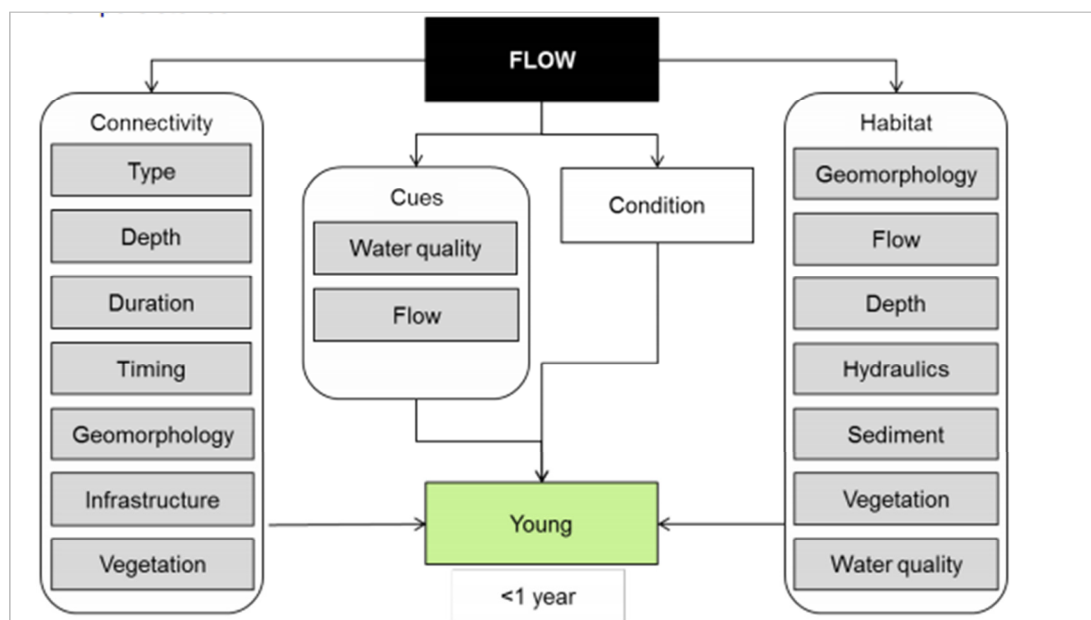 FLOW
Connectivity
Type
Depth
Duration
Timing
Geomorphology
Infrastructure
Vegetation
Cues
Water quality
Flow
Condition
Habitat
Geomorphology
Flow
Depth
Hydraulics
Sediment
Vegetation
Water quality
Young
<1 year